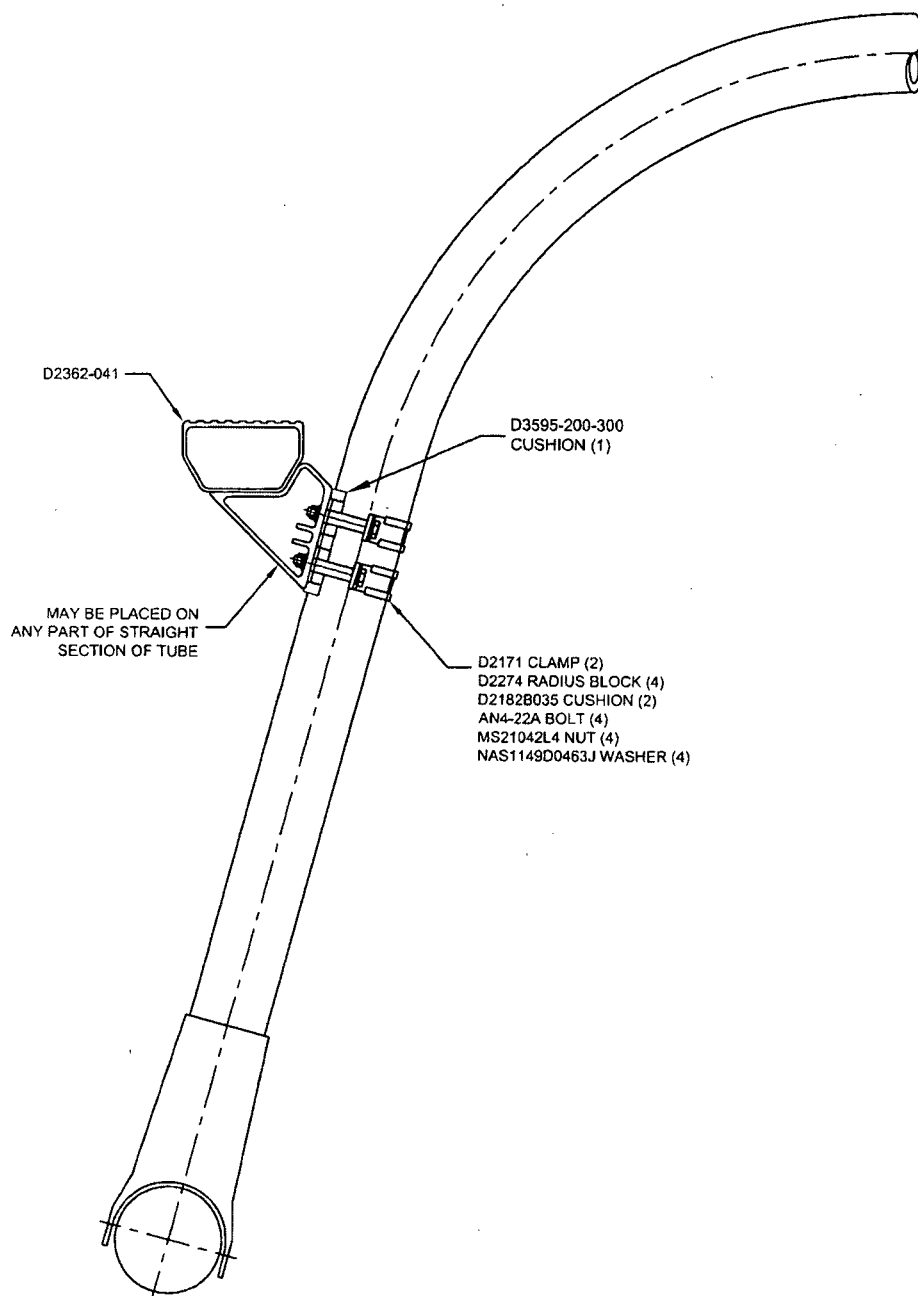 D2362-041
D3595-200-300
CUSHION (1)
MAY BE PLACED ON
ANY PART OF STRAIGHT
SECTION OF TUBE
D2171 CLAMP (2)
D2274 RADIUS BLOCK (4)
D2182B035 CUSHION (2)
AN4-22A BOLT (4)
MS21042L4 NUT (4)
NAS1149D0463J WASHER (4)